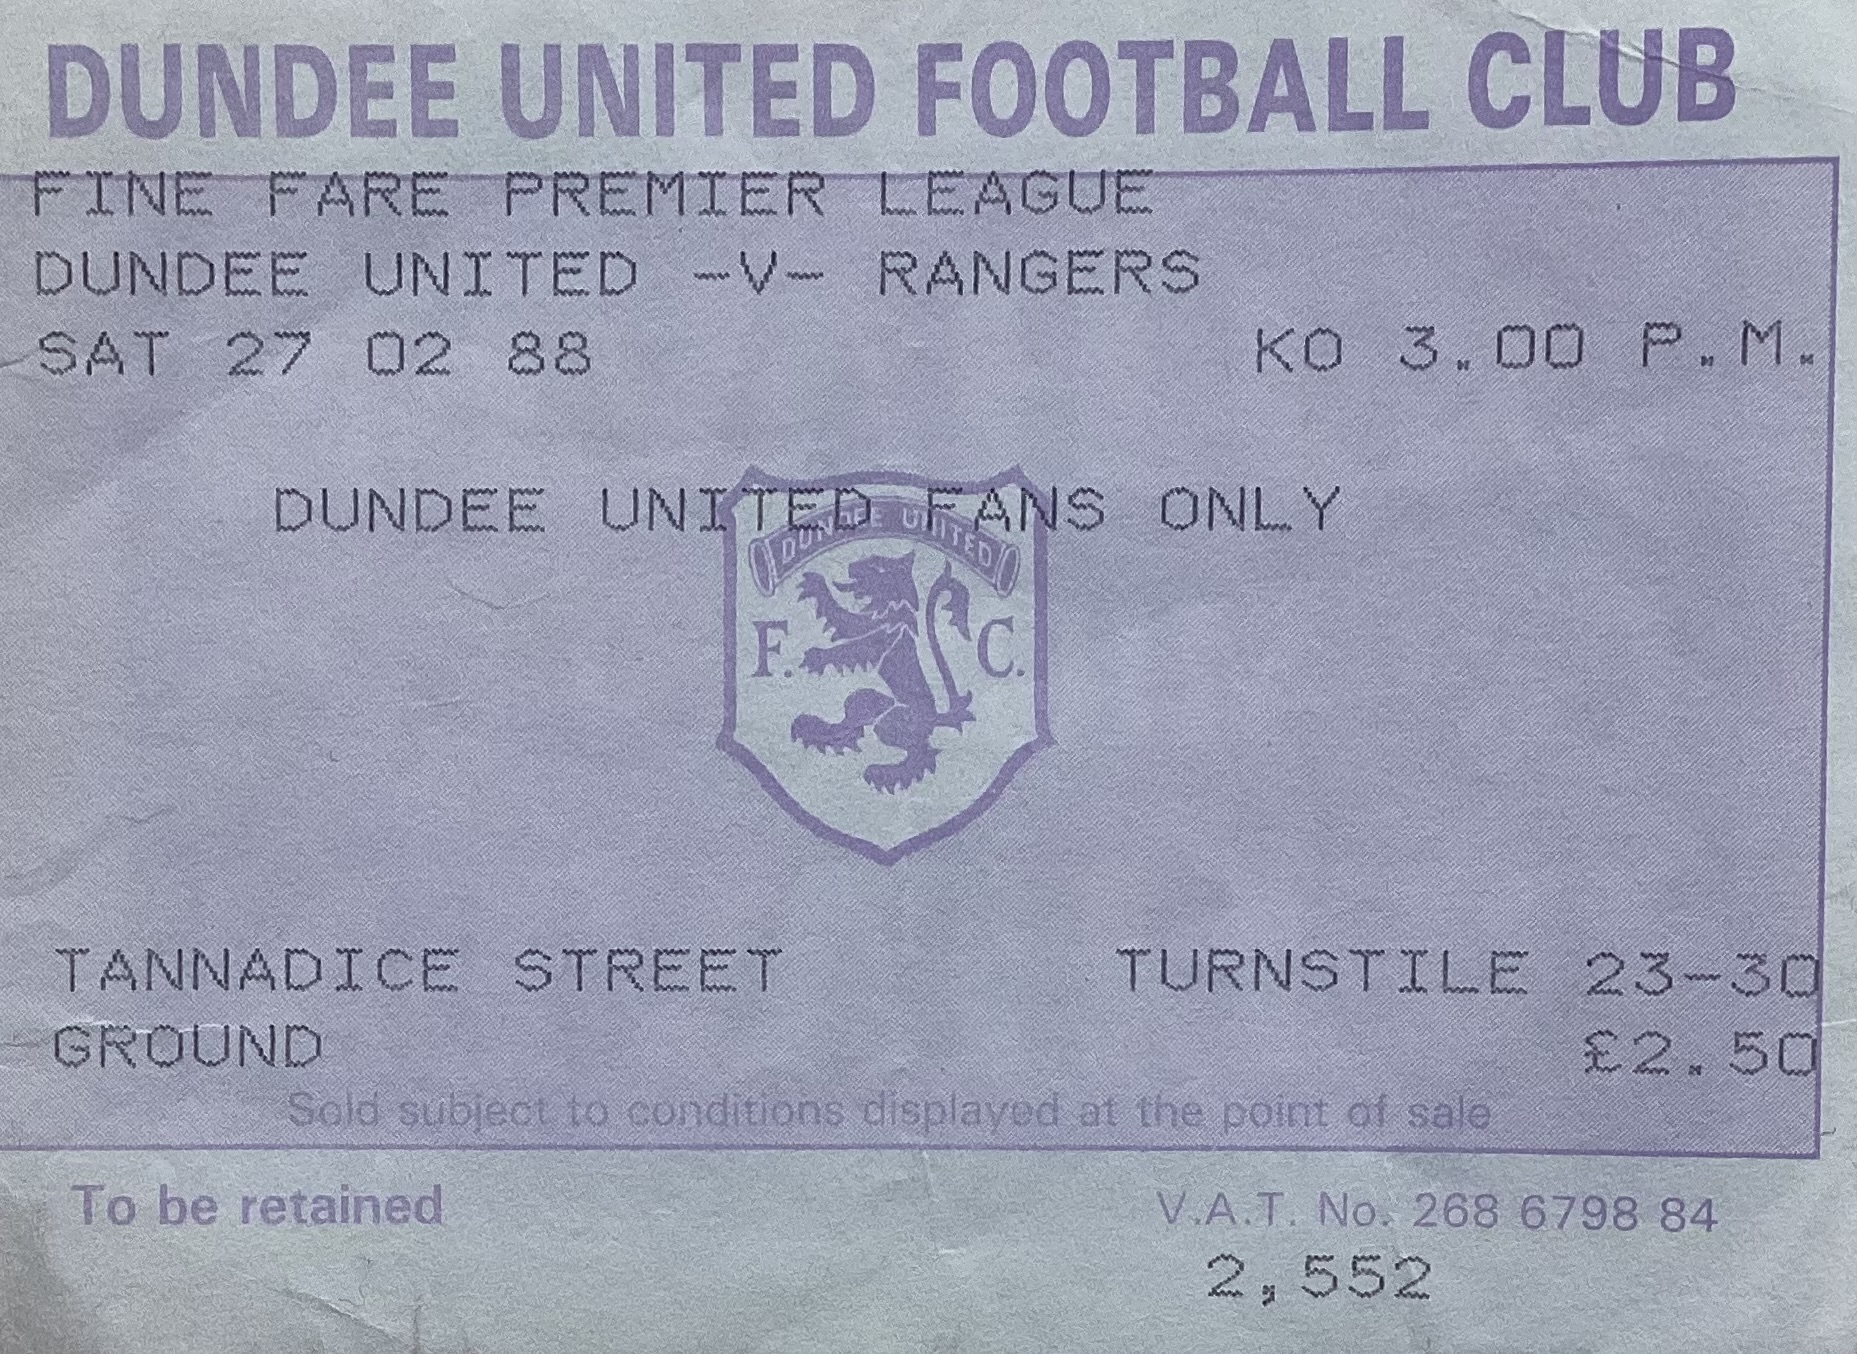 DUNDEE UNITED FOOTBALL CLUB
FINE FARE PREMIER LEAGUE
DUNDEE UNITED -V- RANGERS
SAT 27 02 88 KO 3.00 P.M.
DUNDEE UNITED FANS ONLY
DUNDEE UNITED
F. C.
TANNADICE STREET TURNSTILE 23-30
GROUND £2.50
Sold subject to conditions displayed at the point of sale
To be retained V.A.T. No. 268 6798 84
2,552